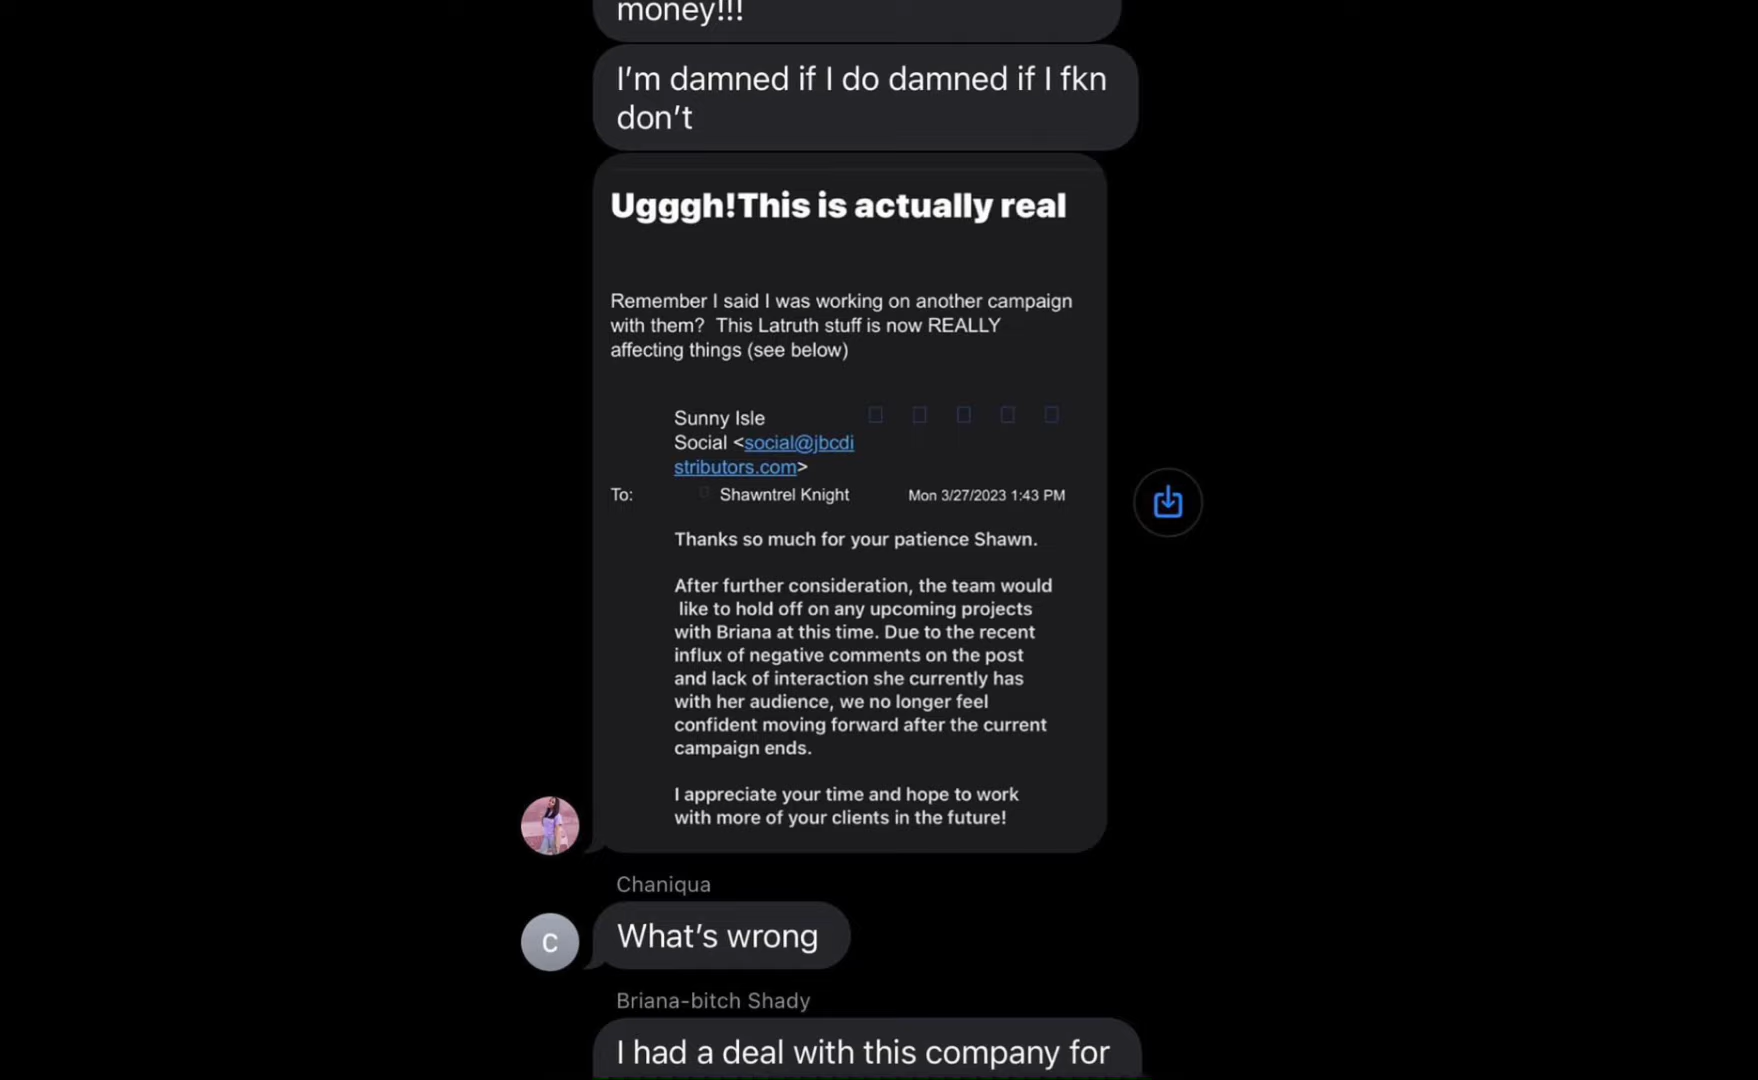 money!!!
I'm damned if I do damned if I fkn
don't
Ugggh!This is actually real
Remember I said I was working on another campaign
with them?  This Latruth stuff is now REALLY
affecting things (see below)
Sunny Isle
Social <social@jbcdi
stributors.com>
To: Shawntrel Knight Mon 3/27/2023 1:43 PM
Thanks so much for your patience Shawn.
After further consideration, the team would
like to hold off on any upcoming projects
with Briana at this time. Due to the recent
influx of negative comments on the post
and lack of interaction she currently has
with her audience, we no longer feel
confident moving forward after the current
campaign ends.
I appreciate your time and hope to work
with more of your clients in the future!
Chaniqua
C
What's wrong
Briana-bitch Shady
I had a deal with this company for